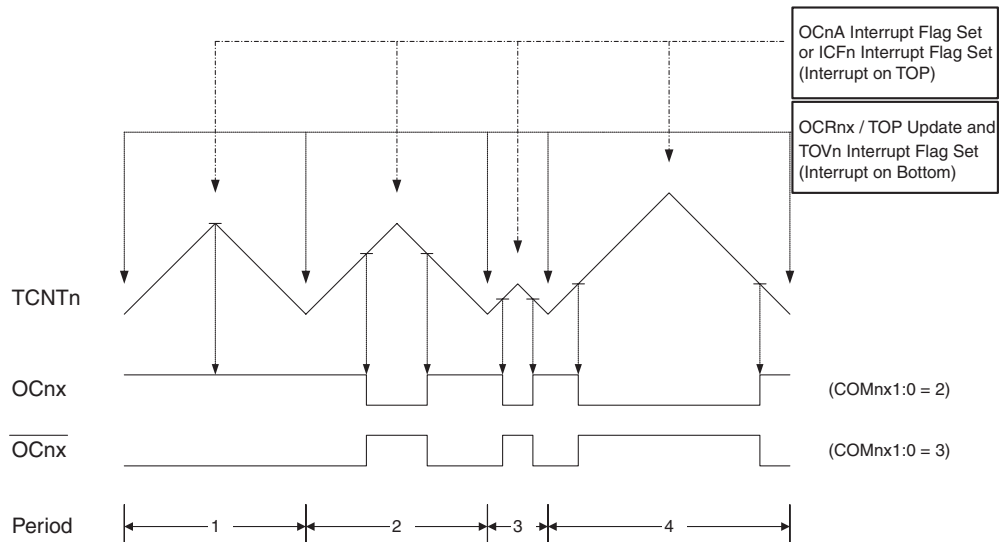 OCnA Interrupt Flag Set
or ICFn Interrupt Flag Set
(Interrupt on TOP)
OCRnx / TOP Update and
TOVn Interrupt Flag Set
(Interrupt on Bottom)
TCNTn
OCnx
(COMnx1:0 = 2)
OCnx
(COMnx1:0 = 3)
Period
1
2
3
4